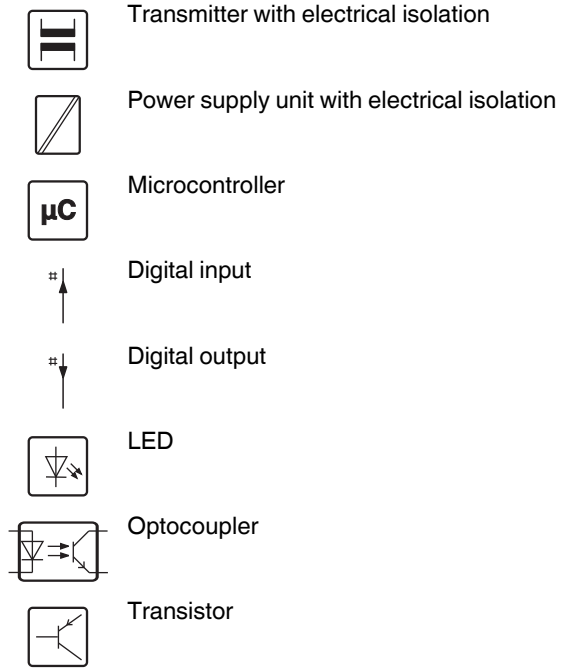 Transmitter with electrical isolation
Power supply unit with electrical isolation
µC
Microcontroller
#
Digital input
#
Digital output
LED
Optocoupler
Transistor